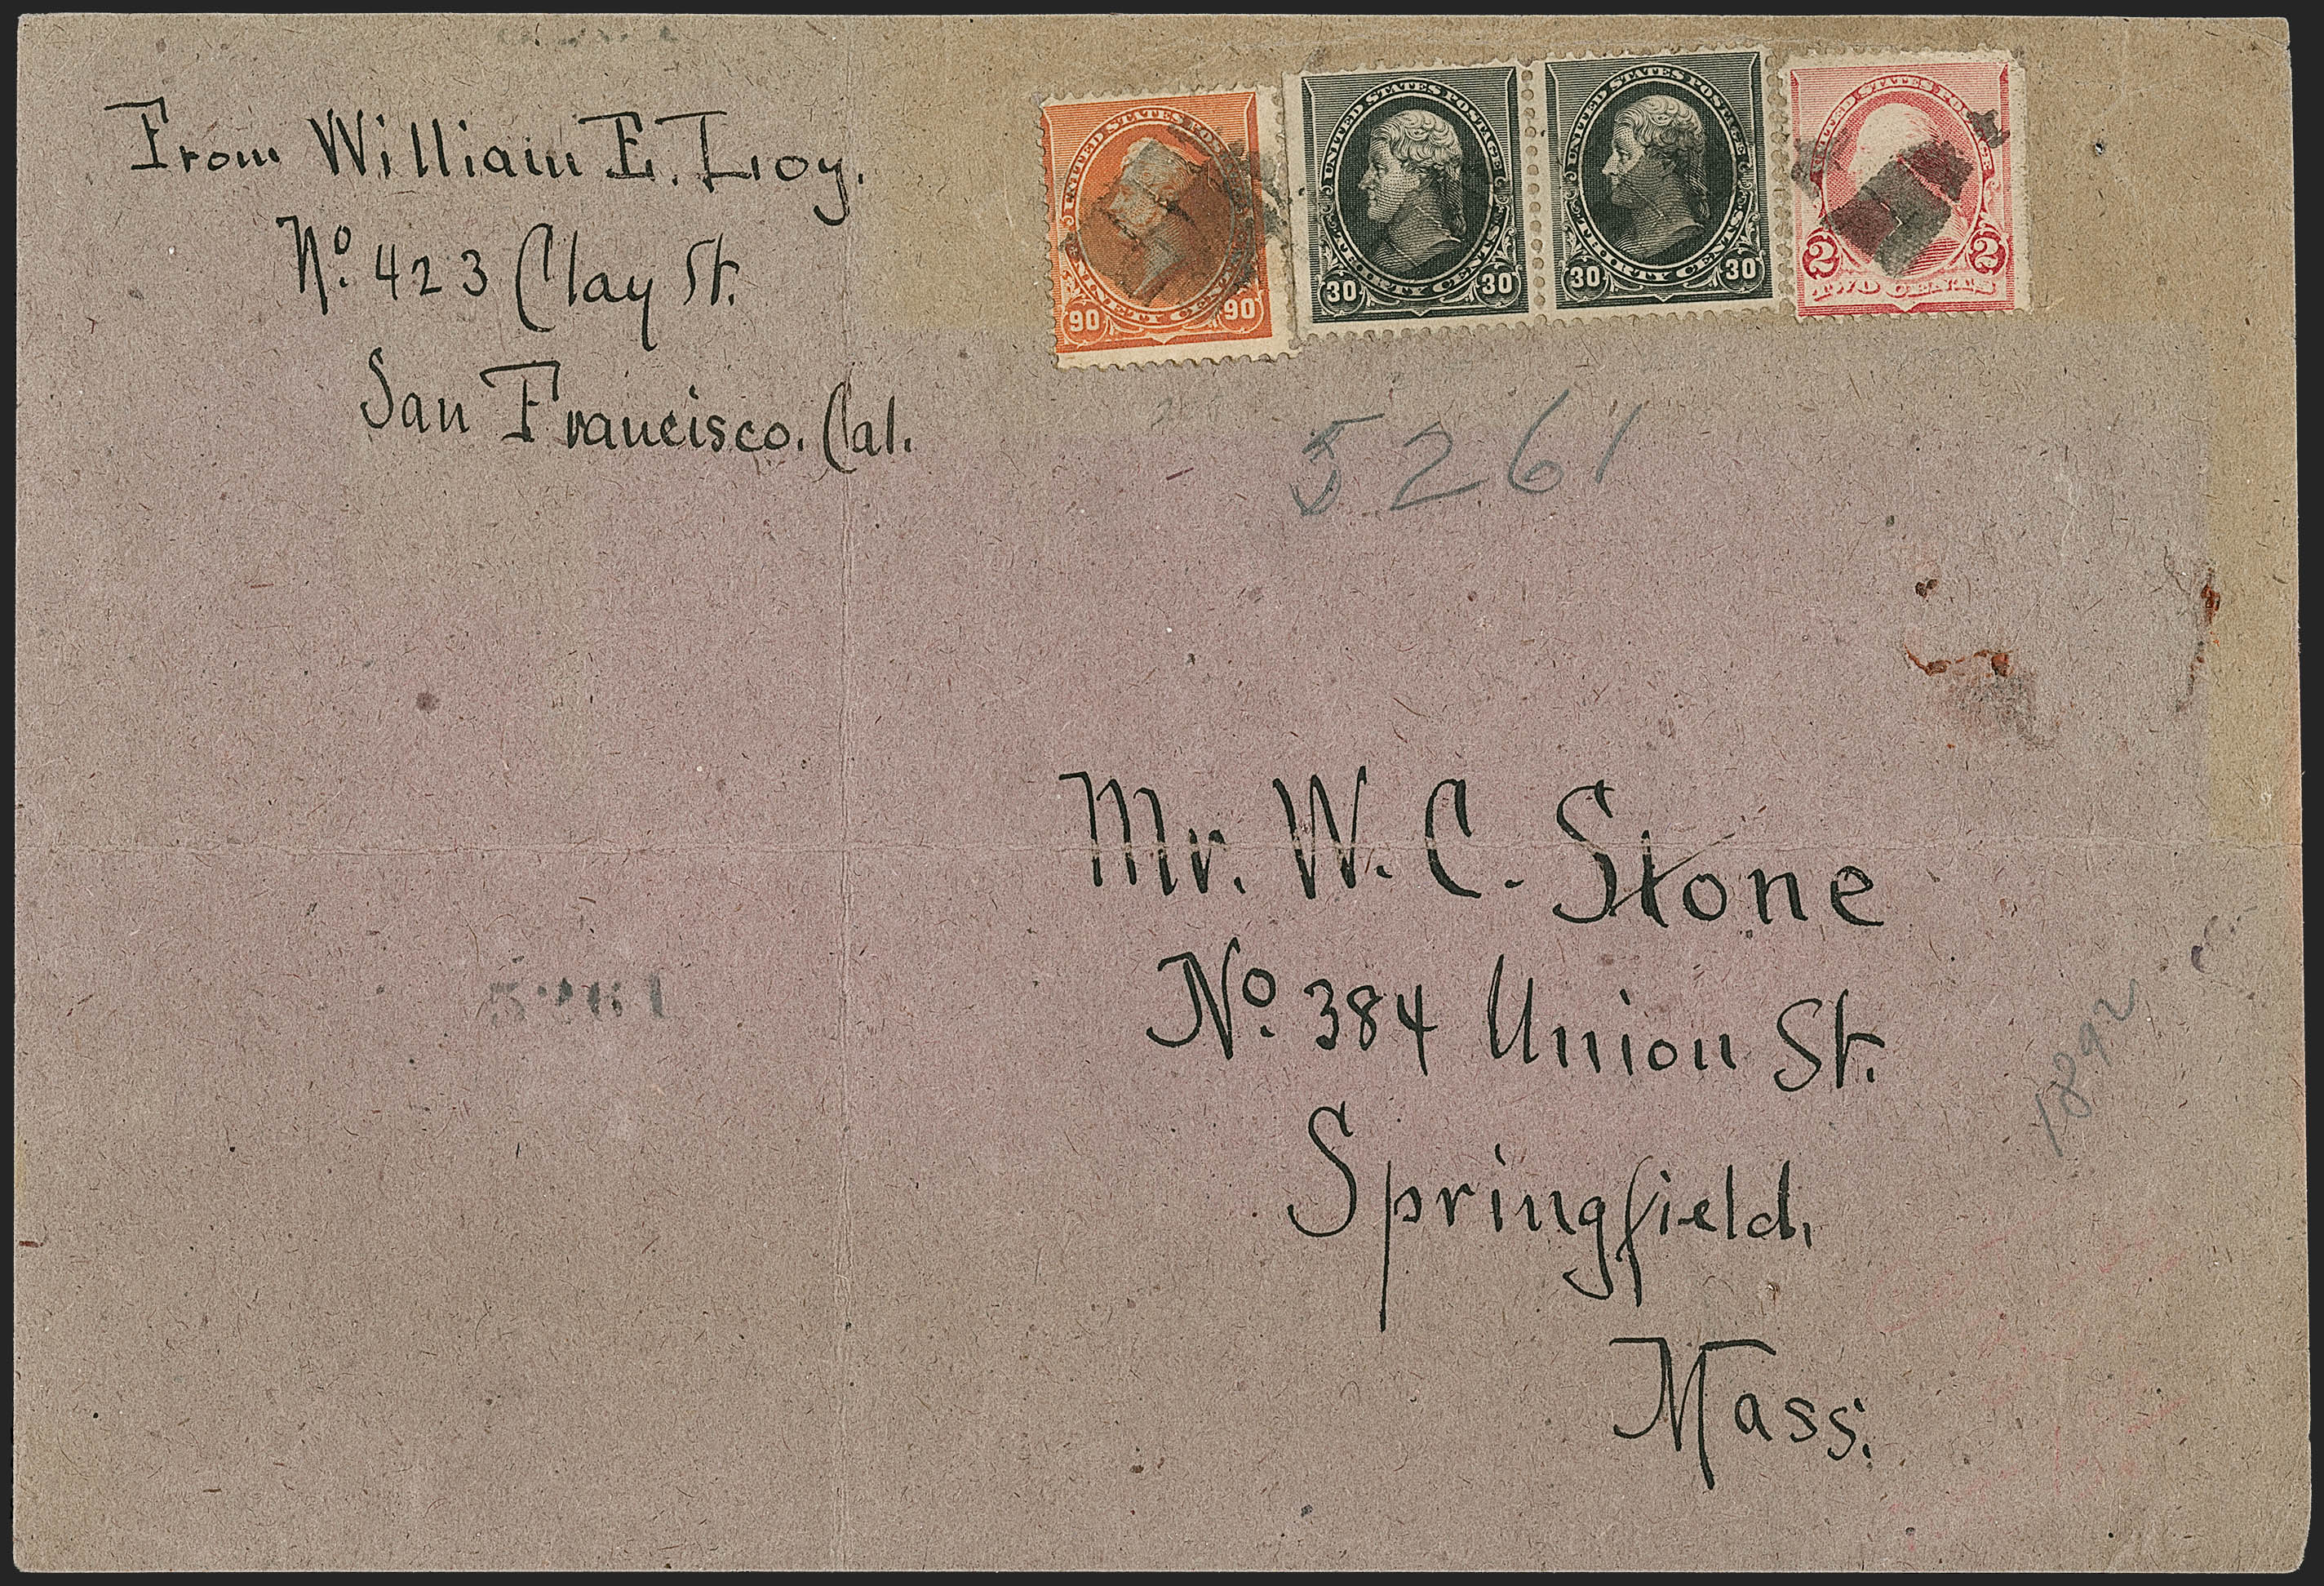 From William E. Loy.
No. 423 Clay St.
San Francisco. Cal.
UNITED STATES POSTAGE
90 NINETY CENTS 90
UNITED STATES POSTAGE
30 THIRTY CENTS 30
UNITED STATES POSTAGE
30 THIRTY CENTS 30
UNITED STATES POSTAGE
2 TWO CENTS 2
5261
Mr. W. C. Stone
No. 384 Union St.
Springfield,
Mass.
5261
1892